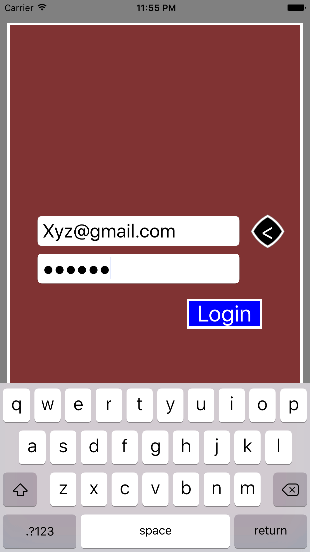 Carrier 11:55 PM
Xyz@gmail.com
<
●●●●●●
Login
q w e r t y u i o p
a s d f g h j k l
z x c v b n m
.?123 space return